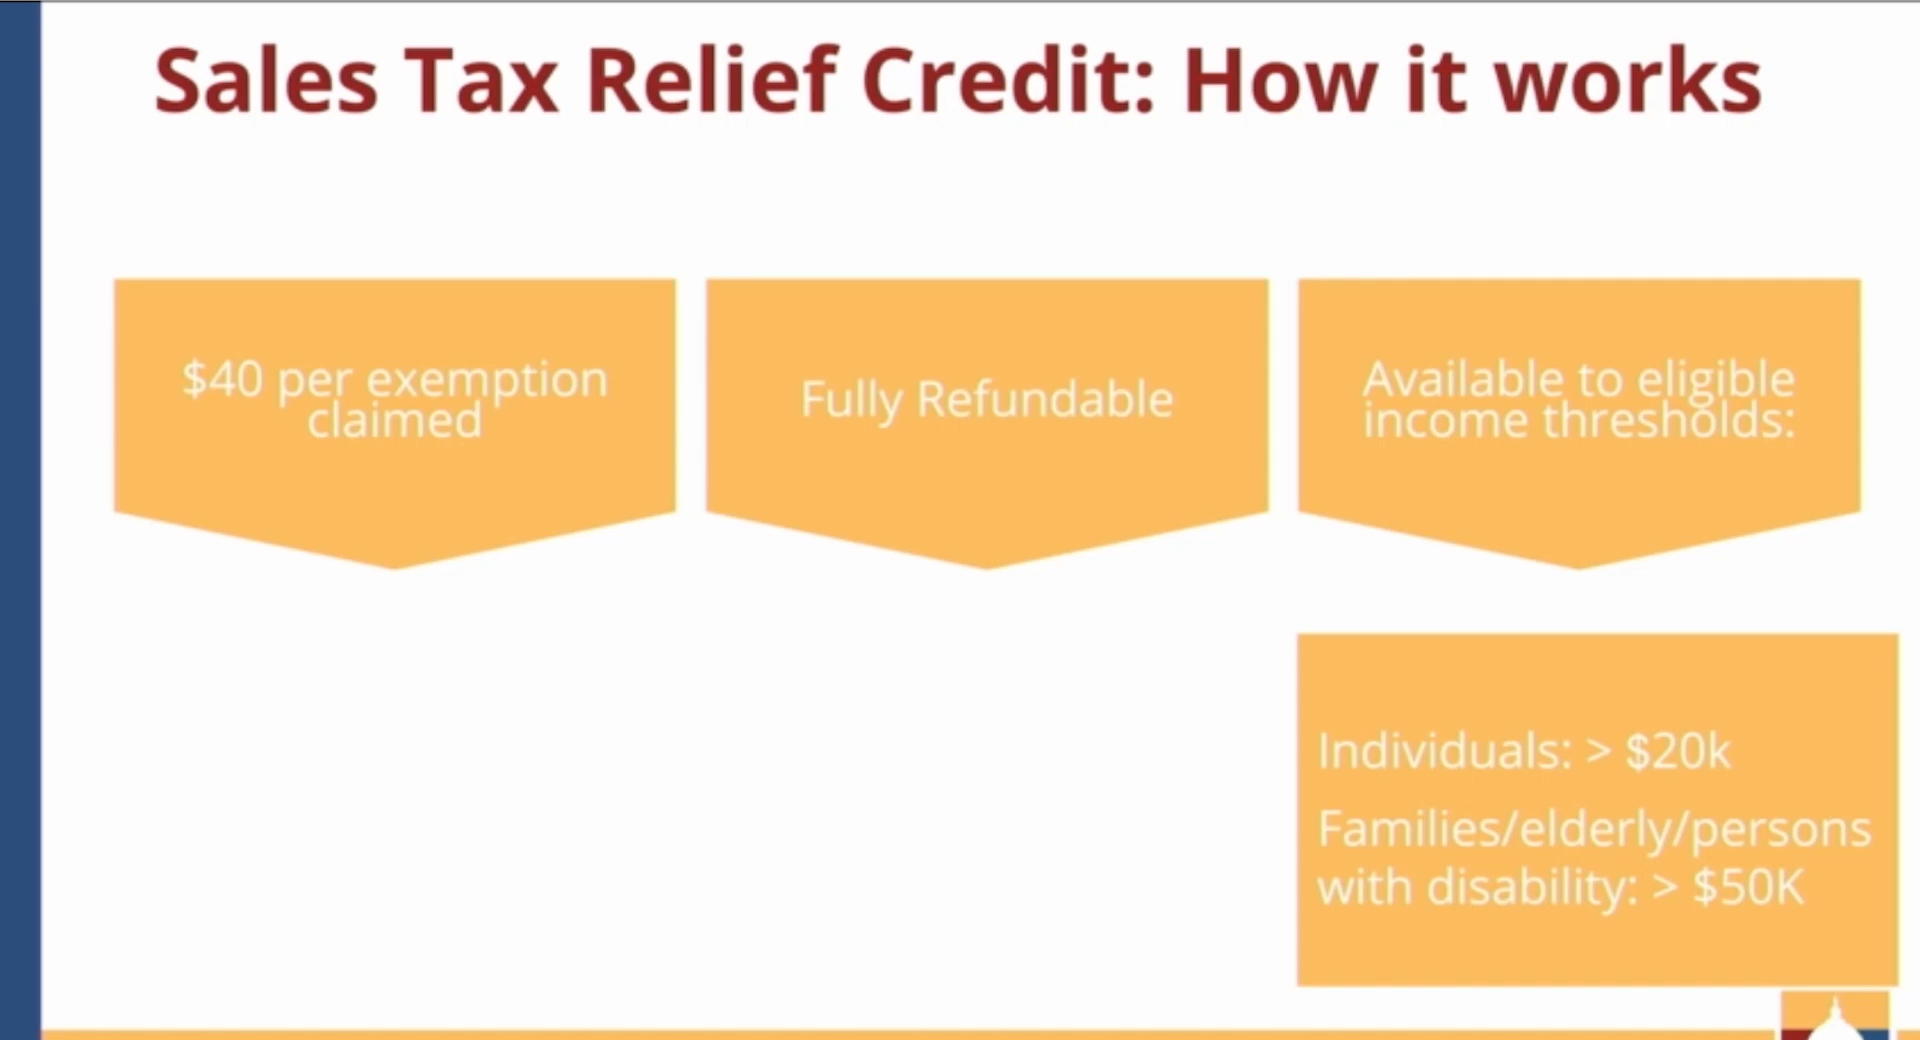 Sales Tax Relief Credit: How it works
$40 per exemption
claimed
Fully Refundable
Available to eligible
income thresholds:
Individuals: > $20k
Families/elderly/persons
with disability: > $50K